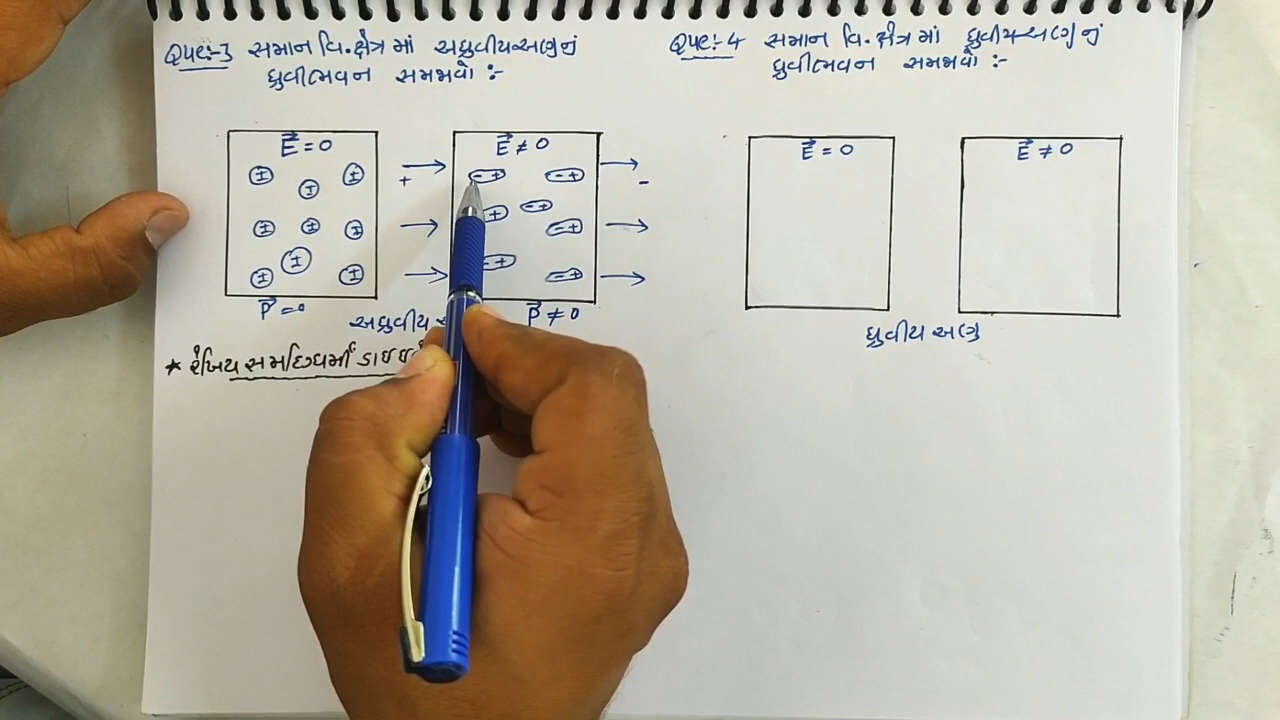 Que:-3 સમાન વિ.ક્ષેત્ર માં અધ્રુવીય અણુનું
ધ્રુવીભવન સમજાવો :-
E⃗ = 0
E⃗ ≠ 0
+
-
P⃗ = 0
P⃗ ≠ 0
અધ્રુવીય
★ રેખિય સમદિગ્ધર્મી
Que:-4 સમાન વિ.ક્ષેત્ર માં ધ્રુવીય અણુનું
ધ્રુવીભવન સમજાવો :-
E⃗ = 0
E⃗ ≠ 0
ધ્રુવીય અણુ